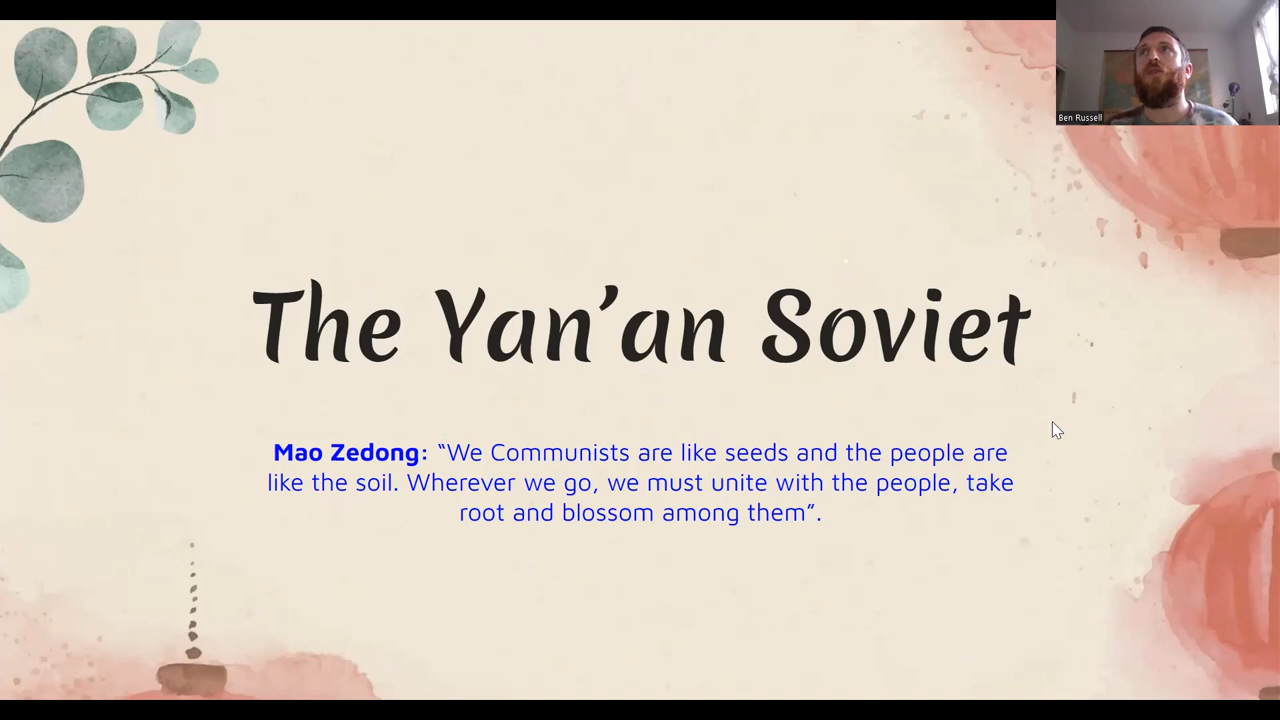 Ben Russell
The Yan’an Soviet
Mao Zedong: “We Communists are like seeds and the people are
like the soil. Wherever we go, we must unite with the people, take
root and blossom among them”.